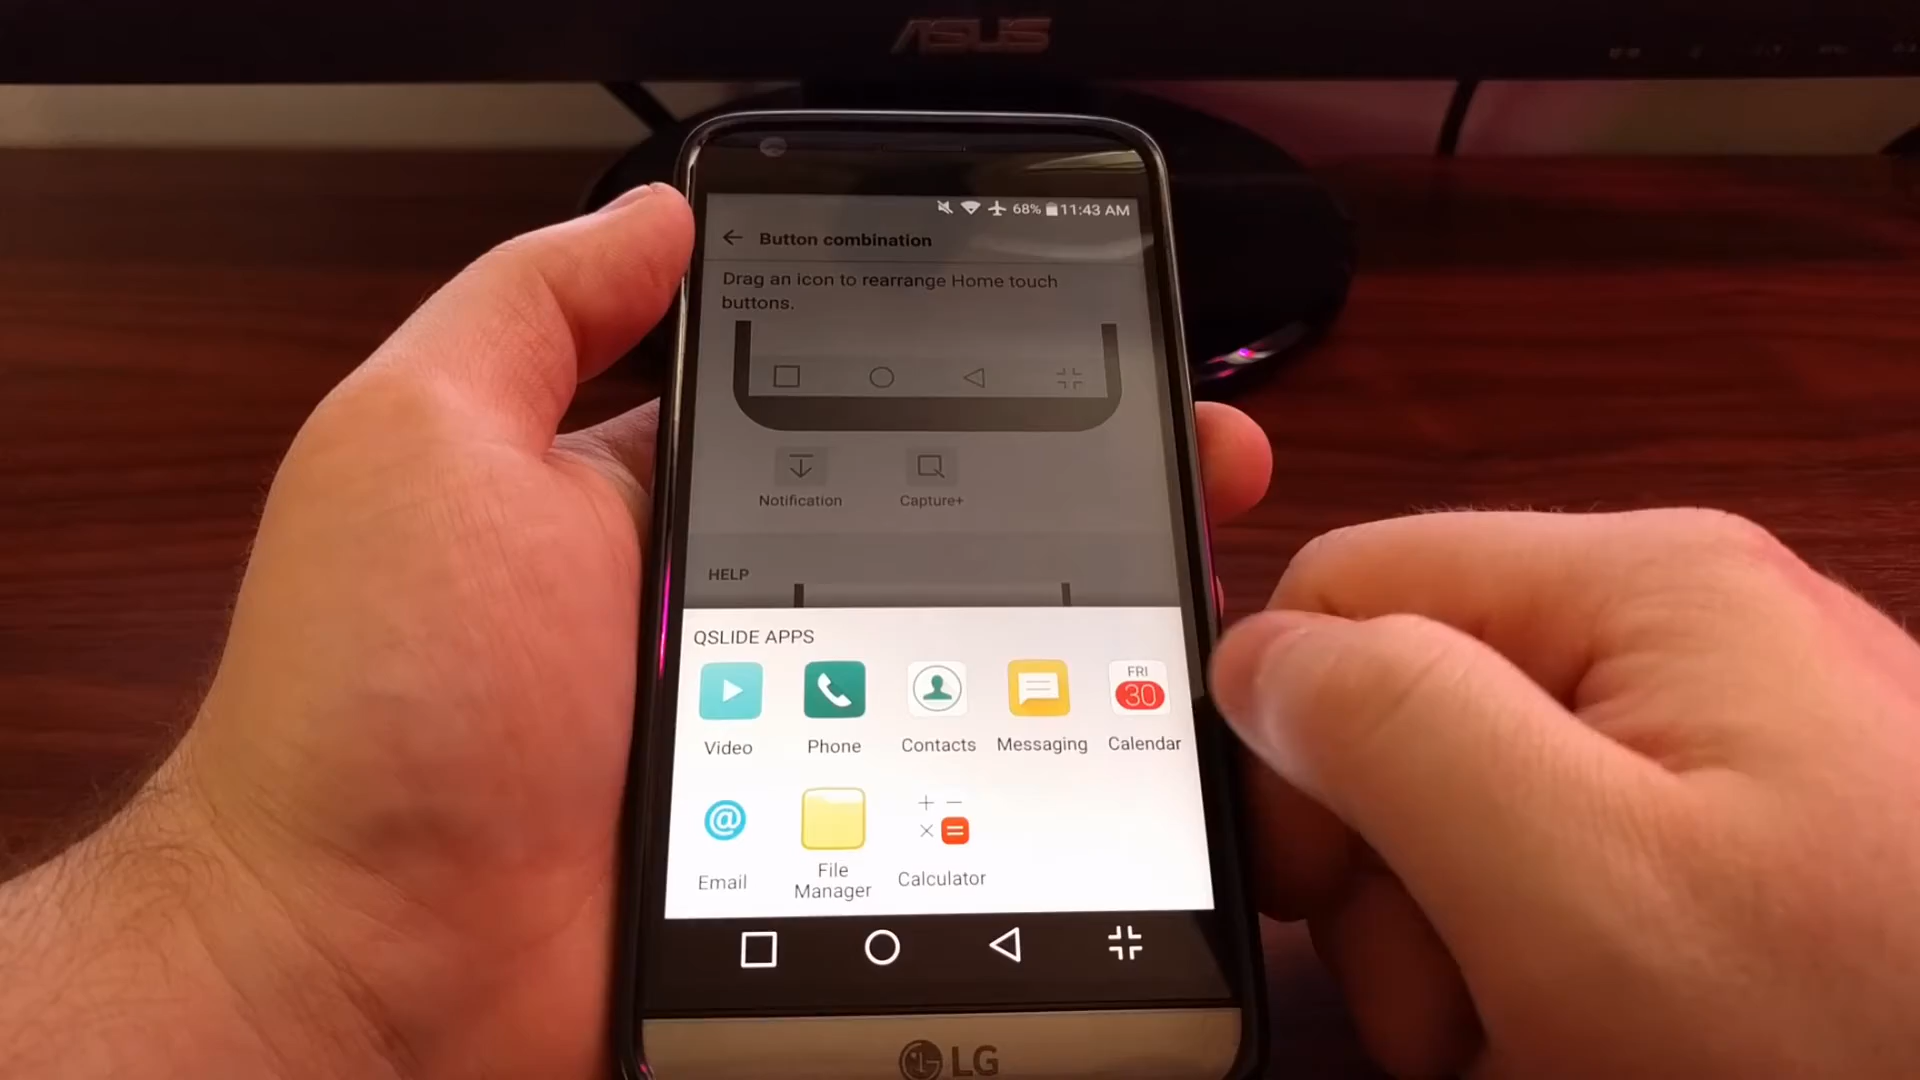 ASUS
68% 11:43 AM
Button combination
Drag an icon to rearrange Home touch
buttons.
Notification Capture+
HELP
QSLIDE APPS
FRI
30
Video Phone Contacts Messaging Calendar
@
Email File Manager Calculator
LG